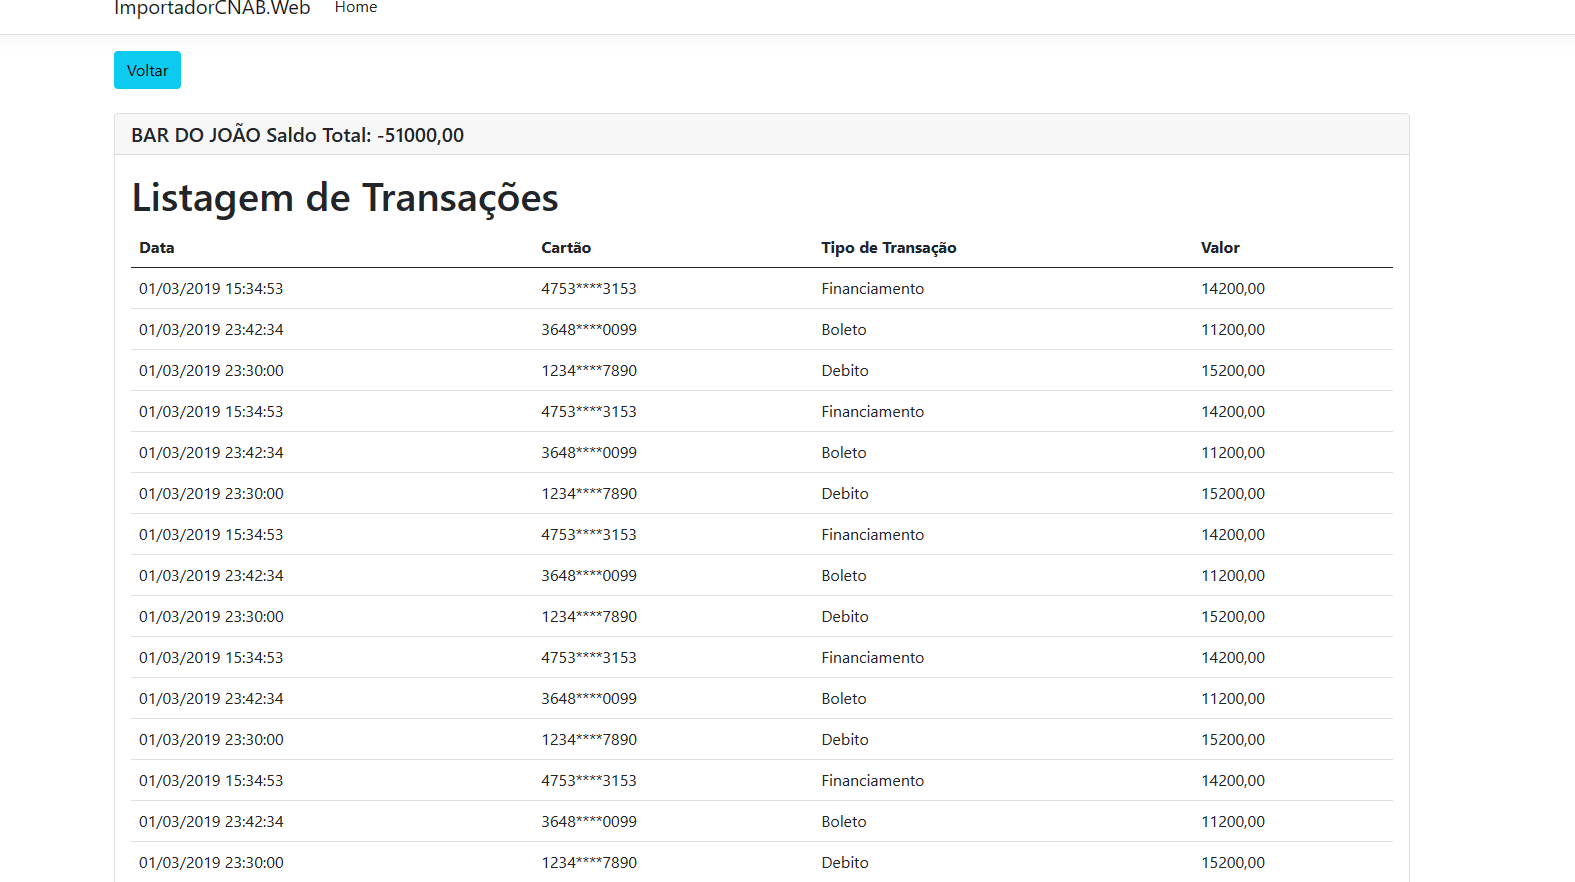 ImportadorCNAB.Web Home
Voltar
BAR DO JOÃO Saldo Total: -51000,00
Listagem de Transações
Data Cartão Tipo de Transação Valor
01/03/2019 15:34:53 4753****3153 Financiamento 14200,00
01/03/2019 23:42:34 3648****0099 Boleto 11200,00
01/03/2019 23:30:00 1234****7890 Debito 15200,00
01/03/2019 15:34:53 4753****3153 Financiamento 14200,00
01/03/2019 23:42:34 3648****0099 Boleto 11200,00
01/03/2019 23:30:00 1234****7890 Debito 15200,00
01/03/2019 15:34:53 4753****3153 Financiamento 14200,00
01/03/2019 23:42:34 3648****0099 Boleto 11200,00
01/03/2019 23:30:00 1234****7890 Debito 15200,00
01/03/2019 15:34:53 4753****3153 Financiamento 14200,00
01/03/2019 23:42:34 3648****0099 Boleto 11200,00
01/03/2019 23:30:00 1234****7890 Debito 15200,00
01/03/2019 15:34:53 4753****3153 Financiamento 14200,00
01/03/2019 23:42:34 3648****0099 Boleto 11200,00
01/03/2019 23:30:00 1234****7890 Debito 15200,00